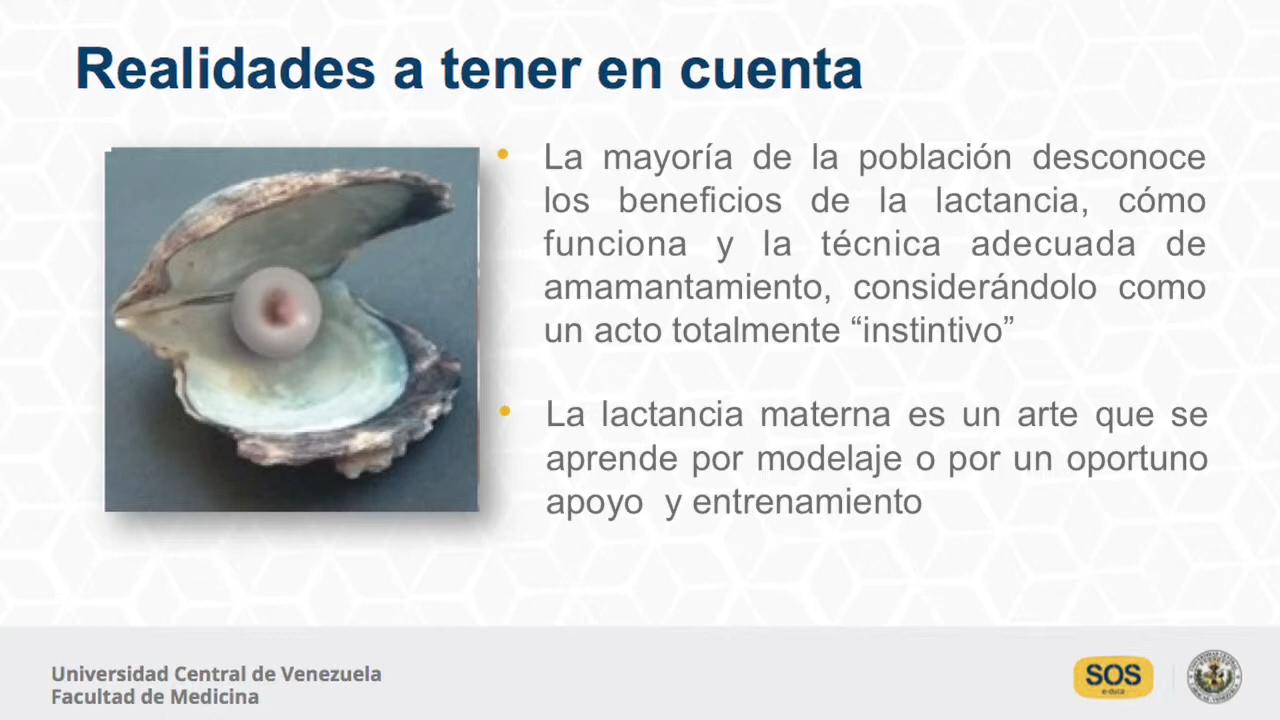 Realidades a tener en cuenta
• La mayoría de la población desconoce
los beneficios de la lactancia, cómo
funciona y la técnica adecuada de
amamantamiento, considerándolo como
un acto totalmente “instintivo”
• La lactancia materna es un arte que se
aprende por modelaje o por un oportuno
apoyo y entrenamiento
Universidad Central de Venezuela
Facultad de Medicina
SOS
e-duca